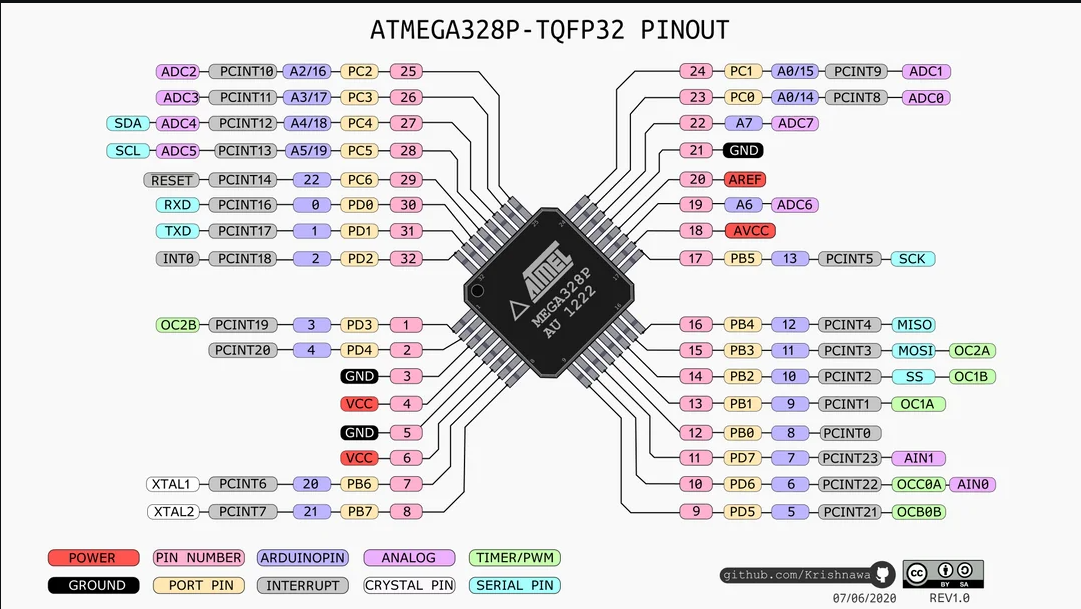 ATMEGA328P-TQFP32 PINOUT
ADC2 PCINT10 A2/16 PC2 25
ADC3 PCINT11 A3/17 PC3 26
SDA ADC4 PCINT12 A4/18 PC4 27
SCL ADC5 PCINT13 A5/19 PC5 28
RESET PCINT14 22 PC6 29
RXD PCINT16 0 PD0 30
TXD PCINT17 1 PD1 31
INT0 PCINT18 2 PD2 32
OC2B PCINT19 3 PD3 1
PCINT20 4 PD4 2
GND 3
VCC 4
GND 5
VCC 6
XTAL1 PCINT6 20 PB6 7
XTAL2 PCINT7 21 PB7 8
ATMEL
MEGA328P
AU 1222
24 PC1 A0/15 PCINT9 ADC1
23 PC0 A0/14 PCINT8 ADC0
22 A7 ADC7
21 GND
20 AREF
19 A6 ADC6
18 AVCC
17 PB5 13 PCINT5 SCK
16 PB4 12 PCINT4 MISO
15 PB3 11 PCINT3 MOSI OC2A
14 PB2 10 PCINT2 SS OC1B
13 PB1 9 PCINT1 OC1A
12 PB0 8 PCINT0
11 PD7 7 PCINT23 AIN1
10 PD6 6 PCINT22 OCC0A AIN0
9 PD5 5 PCINT21 OCB0B
POWER PIN NUMBER ARDUINOPIN ANALOG TIMER/PWM
GROUND PORT PIN INTERRUPT CRYSTAL PIN SERIAL PIN
github.com/Krishnawa
cc BY SA
07/06/2020 REV1.0